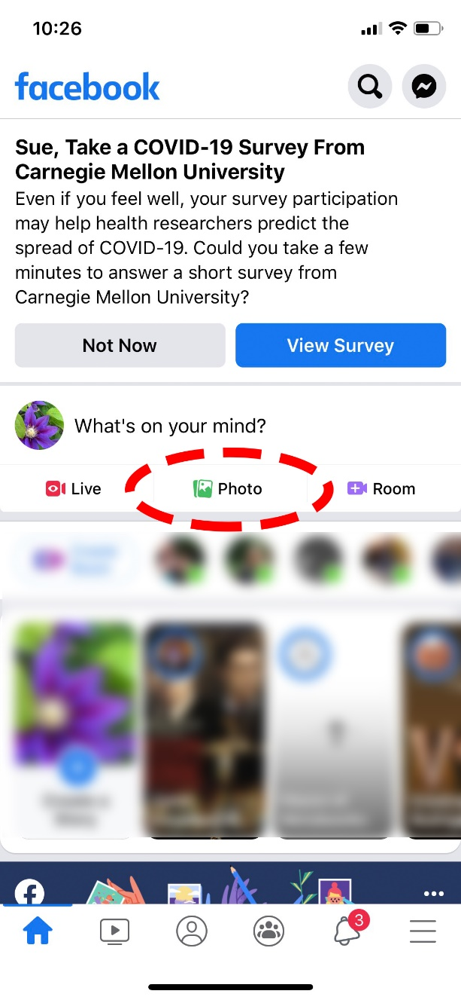 10:26
facebook
Sue, Take a COVID-19 Survey From
Carnegie Mellon University
Even if you feel well, your survey participation
may help health researchers predict the
spread of COVID-19. Could you take a few
minutes to answer a short survey from
Carnegie Mellon University?
Not Now View Survey
What's on your mind?
Live Photo Room
3